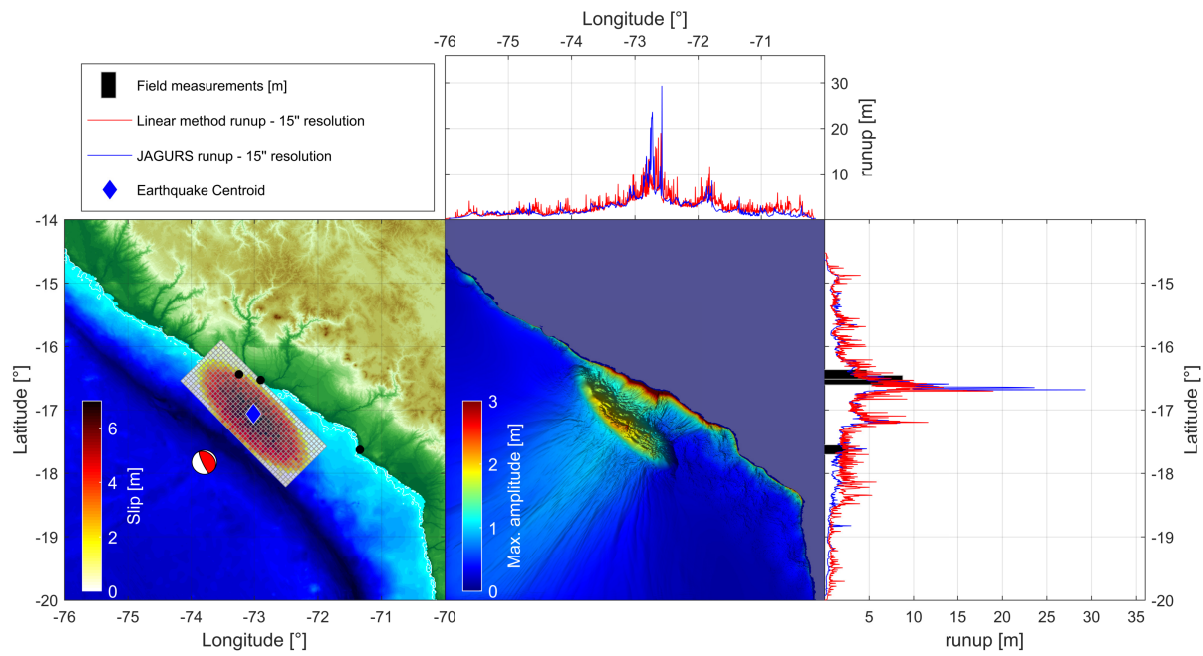 Longitude [°]
-76 -75 -74 -73 -72 -71
Field measurements [m]
Linear method runup - 15" resolution
JAGURS runup - 15" resolution
Earthquake Centroid
30
20
10
runup [m]
-14
-15
-16
-17
-18
-19
-20
Latitude [°]
6
4
2
0
Slip [m]
-76 -75 -74 -73 -72 -71 -70
Longitude [°]
3
2
1
0
Max. amplitude [m]
-15
-16
-17
-18
-19
-20
Latitude [°]
5 10 15 20 25 30 35
runup [m]